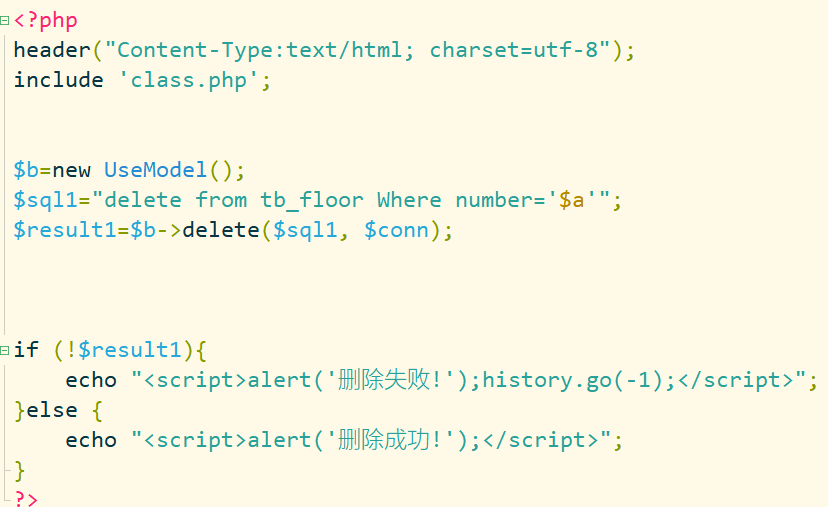 <?php
header("Content-Type:text/html; charset=utf-8");
include 'class.php';
$b=new UseModel();
$sql1="delete from tb_floor Where number='$a'";
$result1=$b->delete($sql1, $conn);
if (!$result1){
    echo "<script>alert('删除失败!');history.go(-1);</script>";
}else {
    echo "<script>alert('删除成功!');</script>";
}
?>